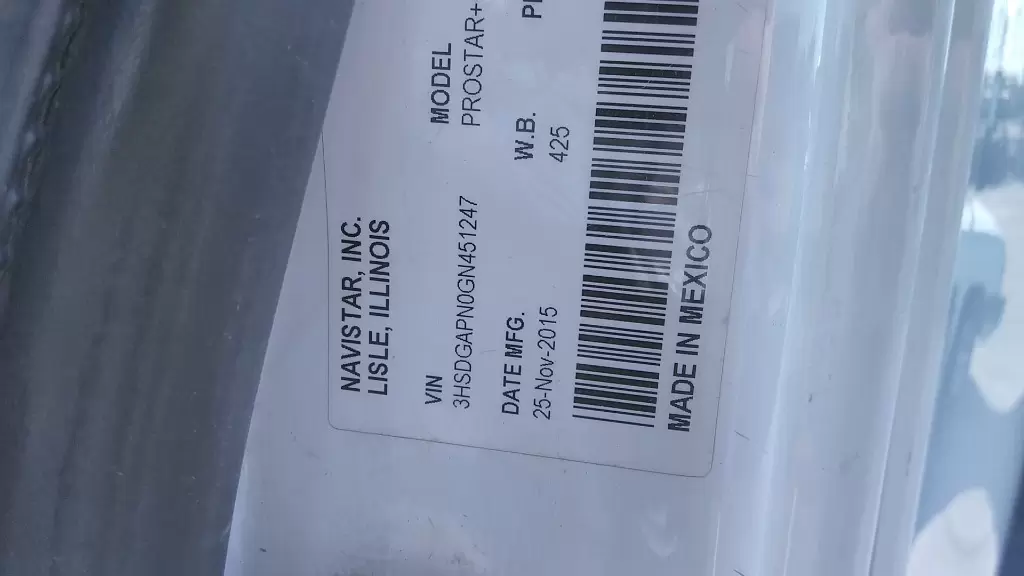 NAVISTAR, INC.
LISLE, ILLINOIS
VIN
3HSDGAPN0GN451247
MODEL
PROSTAR+
DATE MFG.
25-Nov-2015
W.B.
425
MADE IN MEXICO